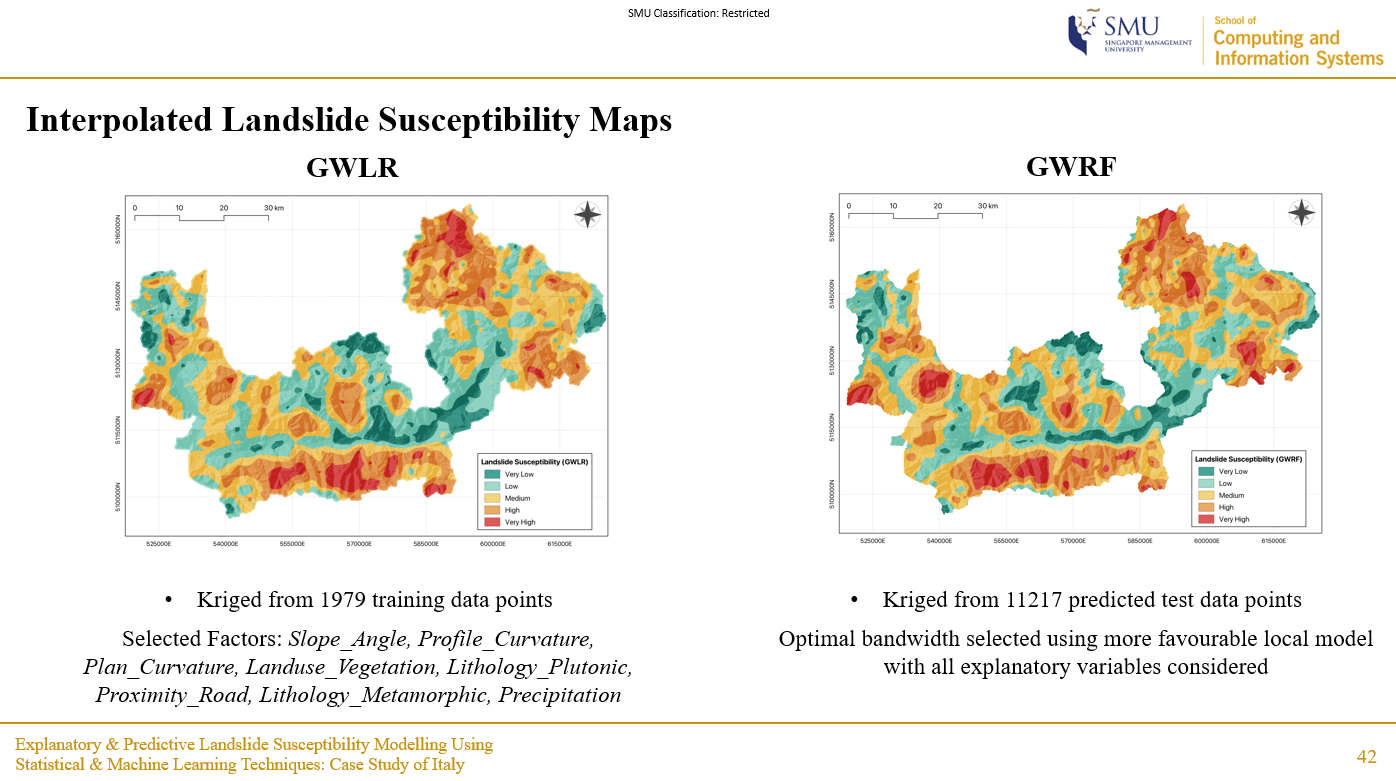 SMU Classification: Restricted
SMU
SINGAPORE MANAGEMENT
UNIVERSITY
School of
Computing and
Information Systems
Interpolated Landslide Susceptibility Maps
GWLR
0 10 20 30 km
5160000N
5145000N
5130000N
5115000N
5100000N
525000E 540000E 555000E 570000E 585000E 600000E 615000E
Landslide Susceptibility (GWLR)
Very Low
Low
Medium
High
Very High
• Kriged from 1979 training data points
Selected Factors: Slope_Angle, Profile_Curvature,
Plan_Curvature, Landuse_Vegetation, Lithology_Plutonic,
Proximity_Road, Lithology_Metamorphic, Precipitation
GWRF
0 10 20 30 km
5160000N
5145000N
5130000N
5115000N
5100000N
525000E 540000E 555000E 570000E 585000E 600000E 615000E
Landslide Susceptibility (GWRF)
Very Low
Low
Medium
High
Very High
• Kriged from 11217 predicted test data points
Optimal bandwidth selected using more favourable local model
with all explanatory variables considered
Explanatory & Predictive Landslide Susceptibility Modelling Using
Statistical & Machine Learning Techniques: Case Study of Italy
42